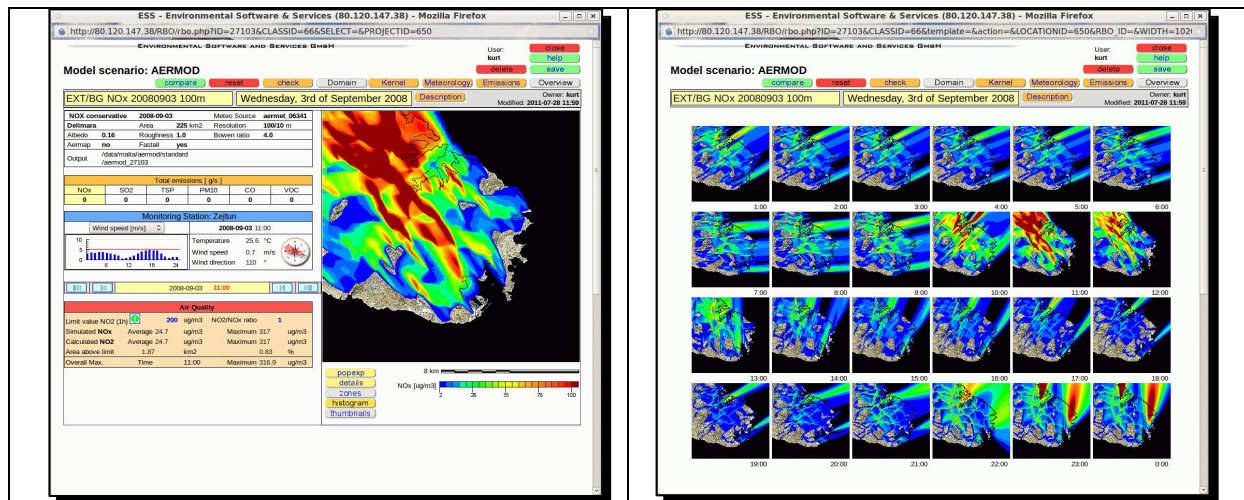 ESS - Environmental Software & Services (80.120.147.38) - Mozilla Firefox
http://80.120.147.38/RBO/rbo.php?ID=27103&CLASSID=66&SELECT=&PROJECTID=650
ENVIRONMENTAL SOFTWARE AND SERVICES GMBH
User: close
kurt help
Model scenario: AERMOD delete save
compare reset check Domain Kernel Meteorology Emissions Overview
EXT/BG NOx 20080903 100m Wednesday, 3rd of September 2008 Description Owner: kurt
Modified: 2011-07-28 11:59
NOX conservative 2008-09-03 Meteo Source aermet_06341
Delimara Area 225 km2 Resolution 100/10 m
Albedo 0.16 Roughness 1.0 Bowen ratio 4.0
Aermap no Fastall yes
Output /data/malta/aermod/standard
/aermod_27103
Total emissions [ g/s ]
NOx SO2 TSP PM10 CO VOC
0 0 0 0 0 0
Monitoring Station: Zejtun
Wind speed [m/s] 2008-09-03 11:00
10
5
0
6 12 18 24
Temperature 25.6 °C
Wind speed 0.7 m/s
Wind direction 110 °
2008-09-03 11:00
Air Quality
Limit value NO2 (1h) 200 ug/m3 NO2/NOx ratio 1
Simulated NOx Average 24.7 ug/m3 Maximum 317 ug/m3
Calculated NO2 Average 24.7 ug/m3 Maximum 317 ug/m3
Area above limit 1.87 km2 0.83 %
Overall Max. Time 11:00 Maximum 316.9 ug/m3
popexp
details
zones
histogram
thumbnails
8 km
NOx [ug/m3]
2 26 51 76 100
ESS - Environmental Software & Services (80.120.147.38) - Mozilla Firefox
http://80.120.147.38/RBO/rbo.php?ID=27103&CLASSID=66&template=&action=&LOCATIONID=650&RBO_ID=&WIDTH=102
ENVIRONMENTAL SOFTWARE AND SERVICES GMBH
User: close
kurt help
Model scenario: AERMOD delete save
compare reset check Domain Kernel Meteorology Emissions Overview
EXT/BG NOx 20080903 100m Wednesday, 3rd of September 2008 Description Owner: kurt
Modified: 2011-07-28 11:59
1:00 2:00 3:00 4:00 5:00 6:00
7:00 8:00 9:00 10:00 11:00 12:00
13:00 14:00 15:00 16:00 17:00 18:00
19:00 20:00 21:00 22:00 23:00 0:00